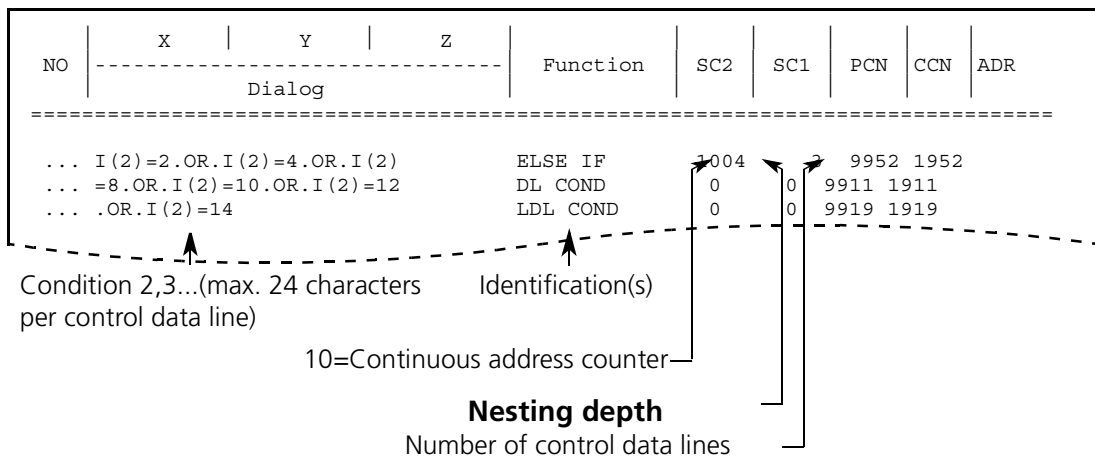 X | Y | Z
NO |--------------------------------| Function | SC2 | SC1 | PCN |CCN |ADR
Dialog
================================================================================
... I(2)=2.OR.I(2)=4.OR.I(2) ELSE IF 1004 3 9952 1952
... =8.OR.I(2)=10.OR.I(2)=12 DL COND 0 0 9911 1911
... .OR.I(2)=14 LDL COND 0 0 9919 1919
Condition 2,3...(max. 24 characters Identification(s)
per control data line)
10=Continuous address counter
Nesting depth
Number of control data lines